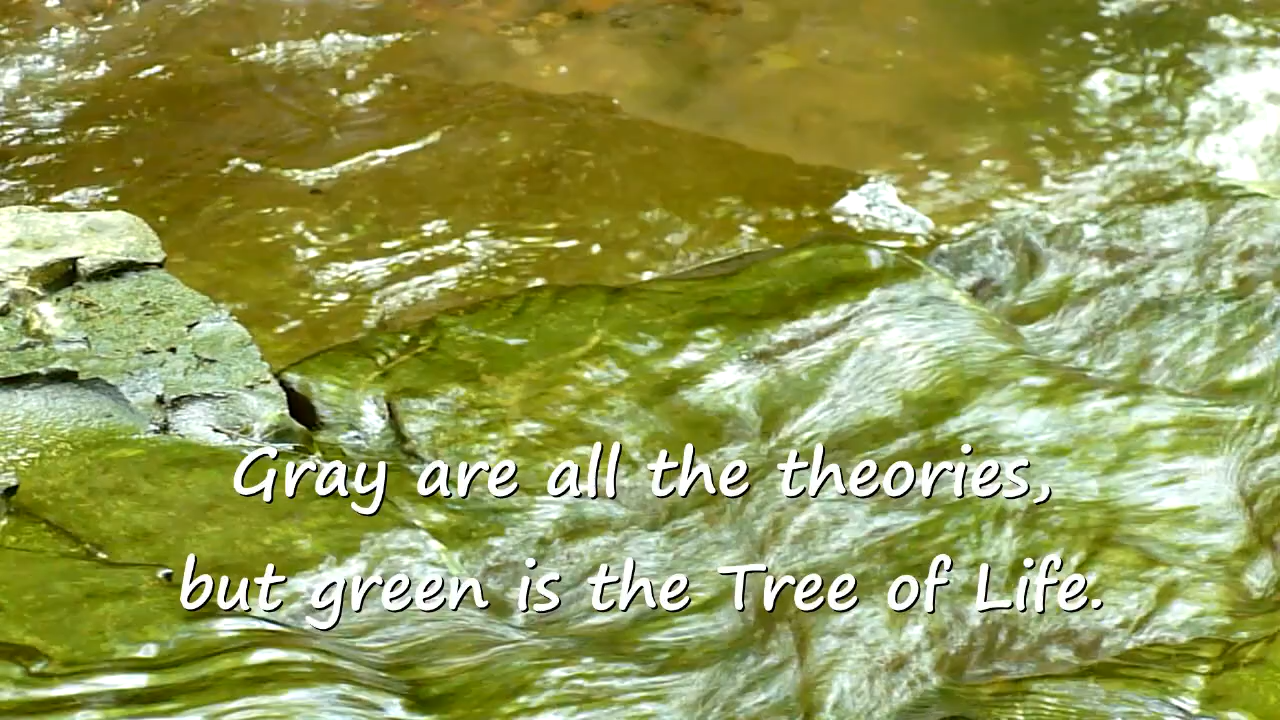 Gray are all the theories,
but green is the Tree of Life.